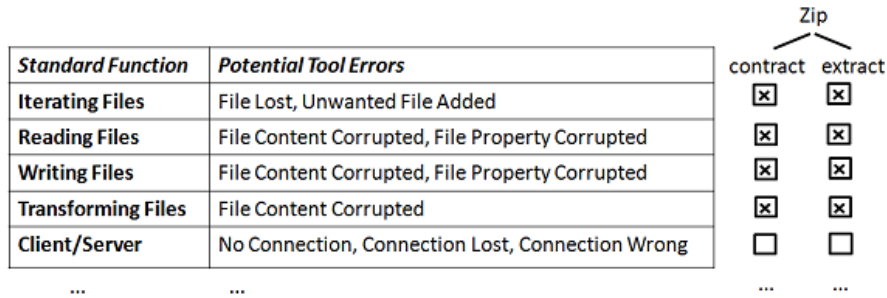 Zip
Standard Function Potential Tool Errors contract extract
Iterating Files File Lost, Unwanted File Added
Reading Files File Content Corrupted, File Property Corrupted
Writing Files File Content Corrupted, File Property Corrupted
Transforming Files File Content Corrupted
Client/Server No Connection, Connection Lost, Connection Wrong
... ... ... ...